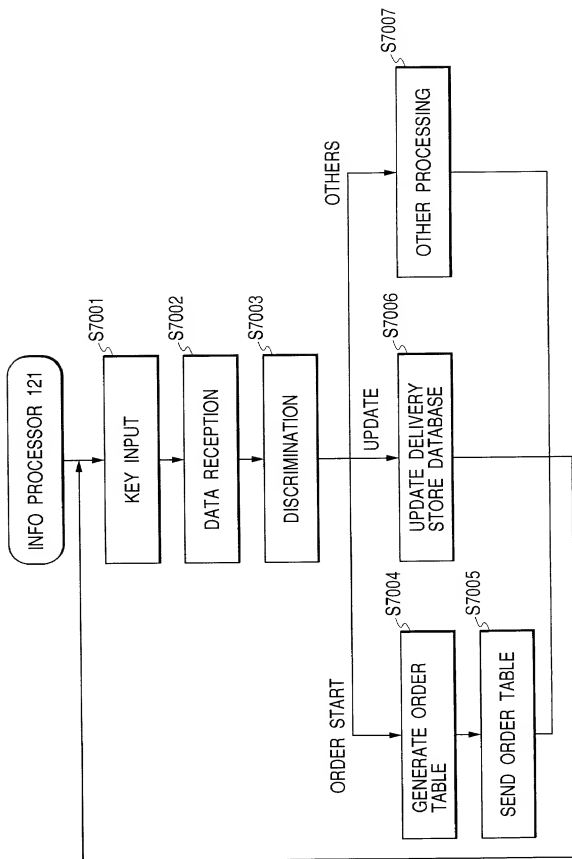 INFO PROCESSOR 121
S7001
KEY INPUT
S7002
DATA RECEPTION
S7003
DISCRIMINATION
ORDER START
UPDATE
OTHERS
S7004
GENERATE ORDER
TABLE
S7006
UPDATE DELIVERY
STORE DATABASE
S7007
OTHER PROCESSING
S7005
SEND ORDER TABLE